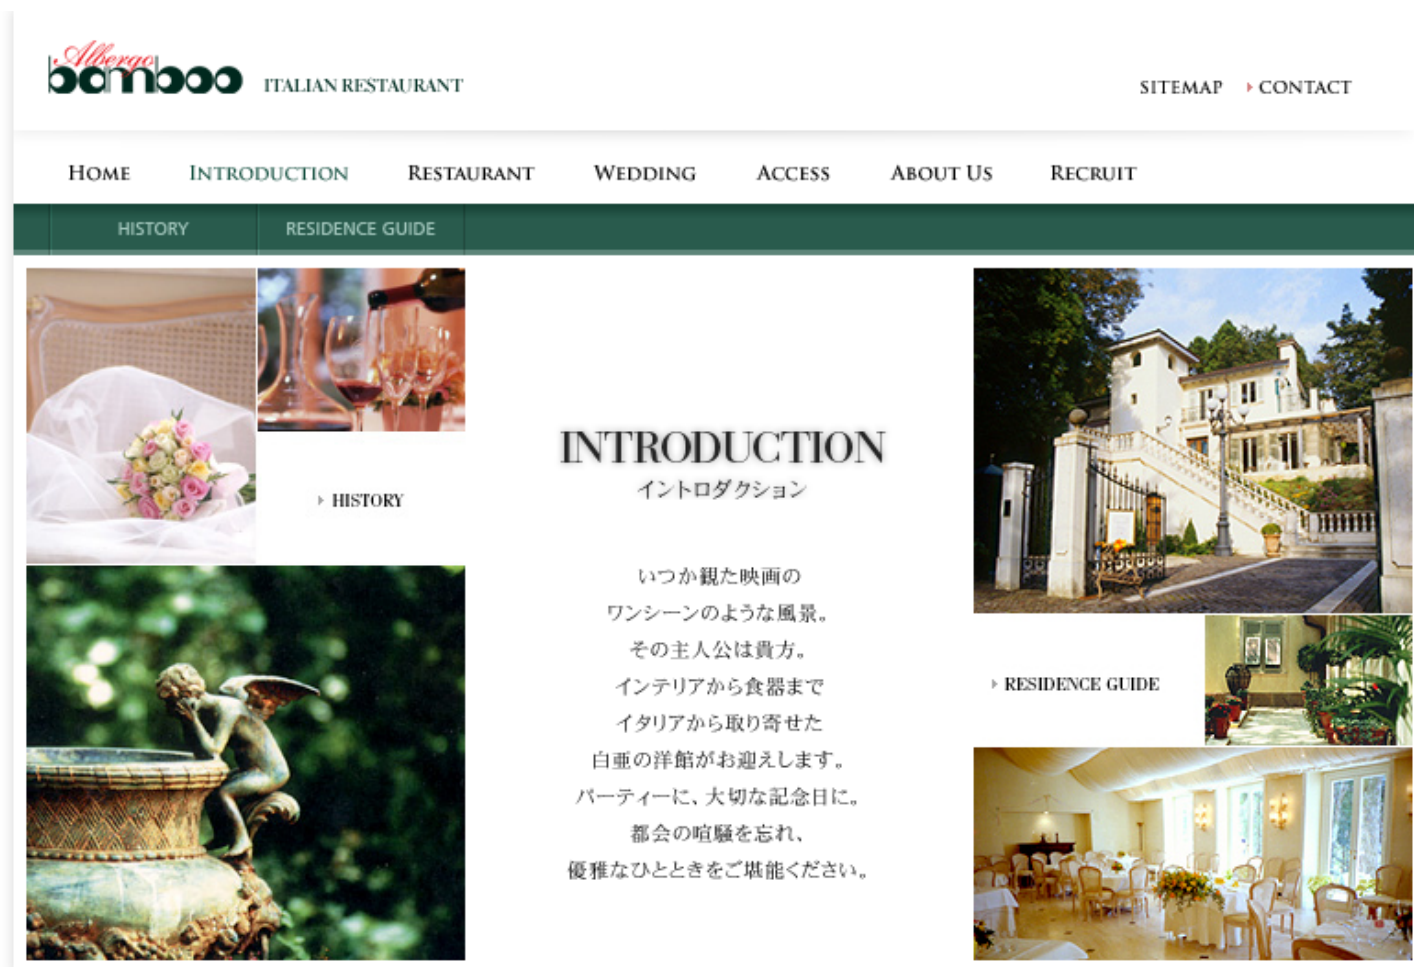 Albergo
bamboo ITALIAN RESTAURANT
SITEMAP CONTACT
HOME INTRODUCTION RESTAURANT WEDDING ACCESS ABOUT US RECRUIT
HISTORY RESIDENCE GUIDE
HISTORY
INTRODUCTION
イントロダクション
いつか観た映画の
ワンシーンのような風景。
その主人公は貴方。
インテリアから食器まで
イタリアから取り寄せた
白亜の洋館がお迎えします。
パーティーに、大切な記念日に。
都会の喧騒を忘れ、
優雅なひとときをご堪能ください。
RESIDENCE GUIDE